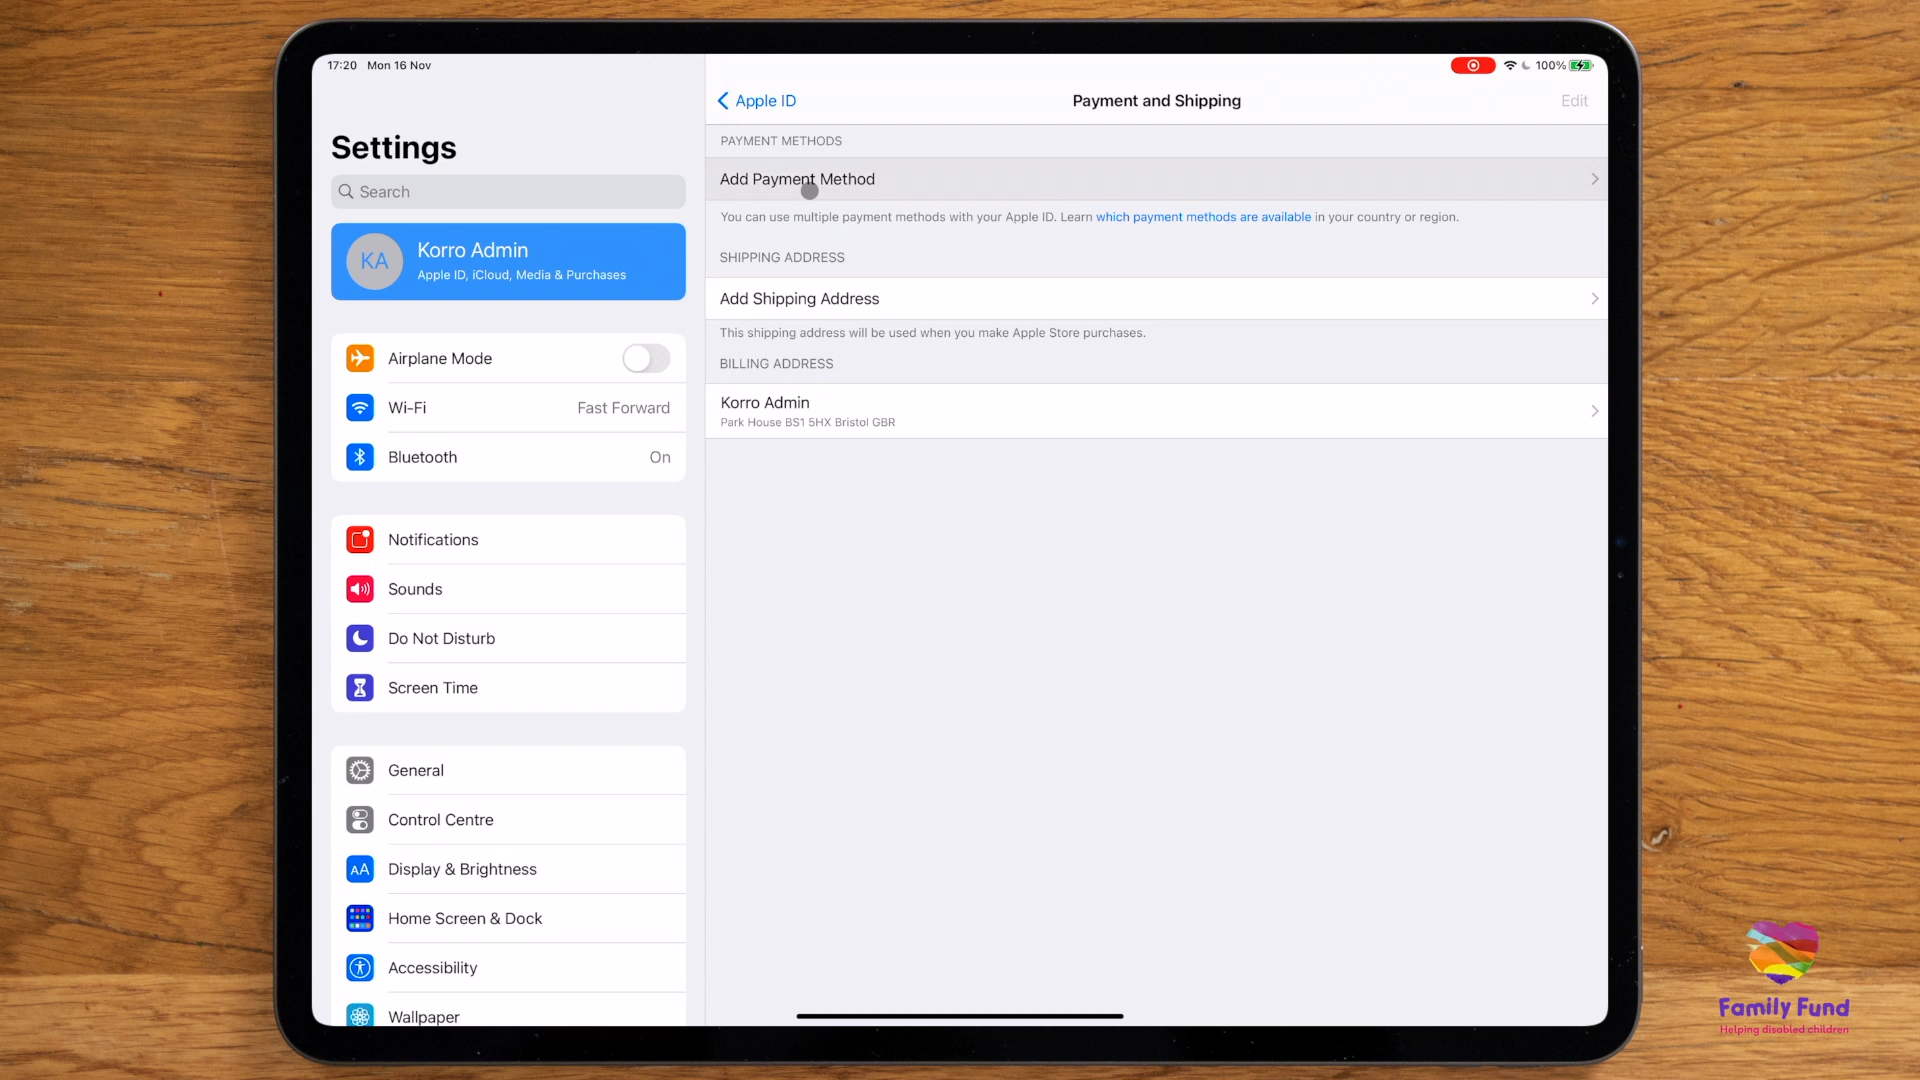 17:20 Mon 16 Nov
100%
Settings
Search
KA
Korro Admin
Apple ID, iCloud, Media & Purchases
Airplane Mode
Wi-Fi
Fast Forward
Bluetooth
On
Notifications
Sounds
Do Not Disturb
Screen Time
General
Control Centre
AA
Display & Brightness
Home Screen & Dock
Accessibility
Wallpaper
Apple ID
Payment and Shipping
Edit
PAYMENT METHODS
Add Payment Method
You can use multiple payment methods with your Apple ID. Learn which payment methods are available in your country or region.
SHIPPING ADDRESS
Add Shipping Address
This shipping address will be used when you make Apple Store purchases.
BILLING ADDRESS
Korro Admin
Park House BS1 5HX Bristol GBR
Family Fund
Helping disabled children